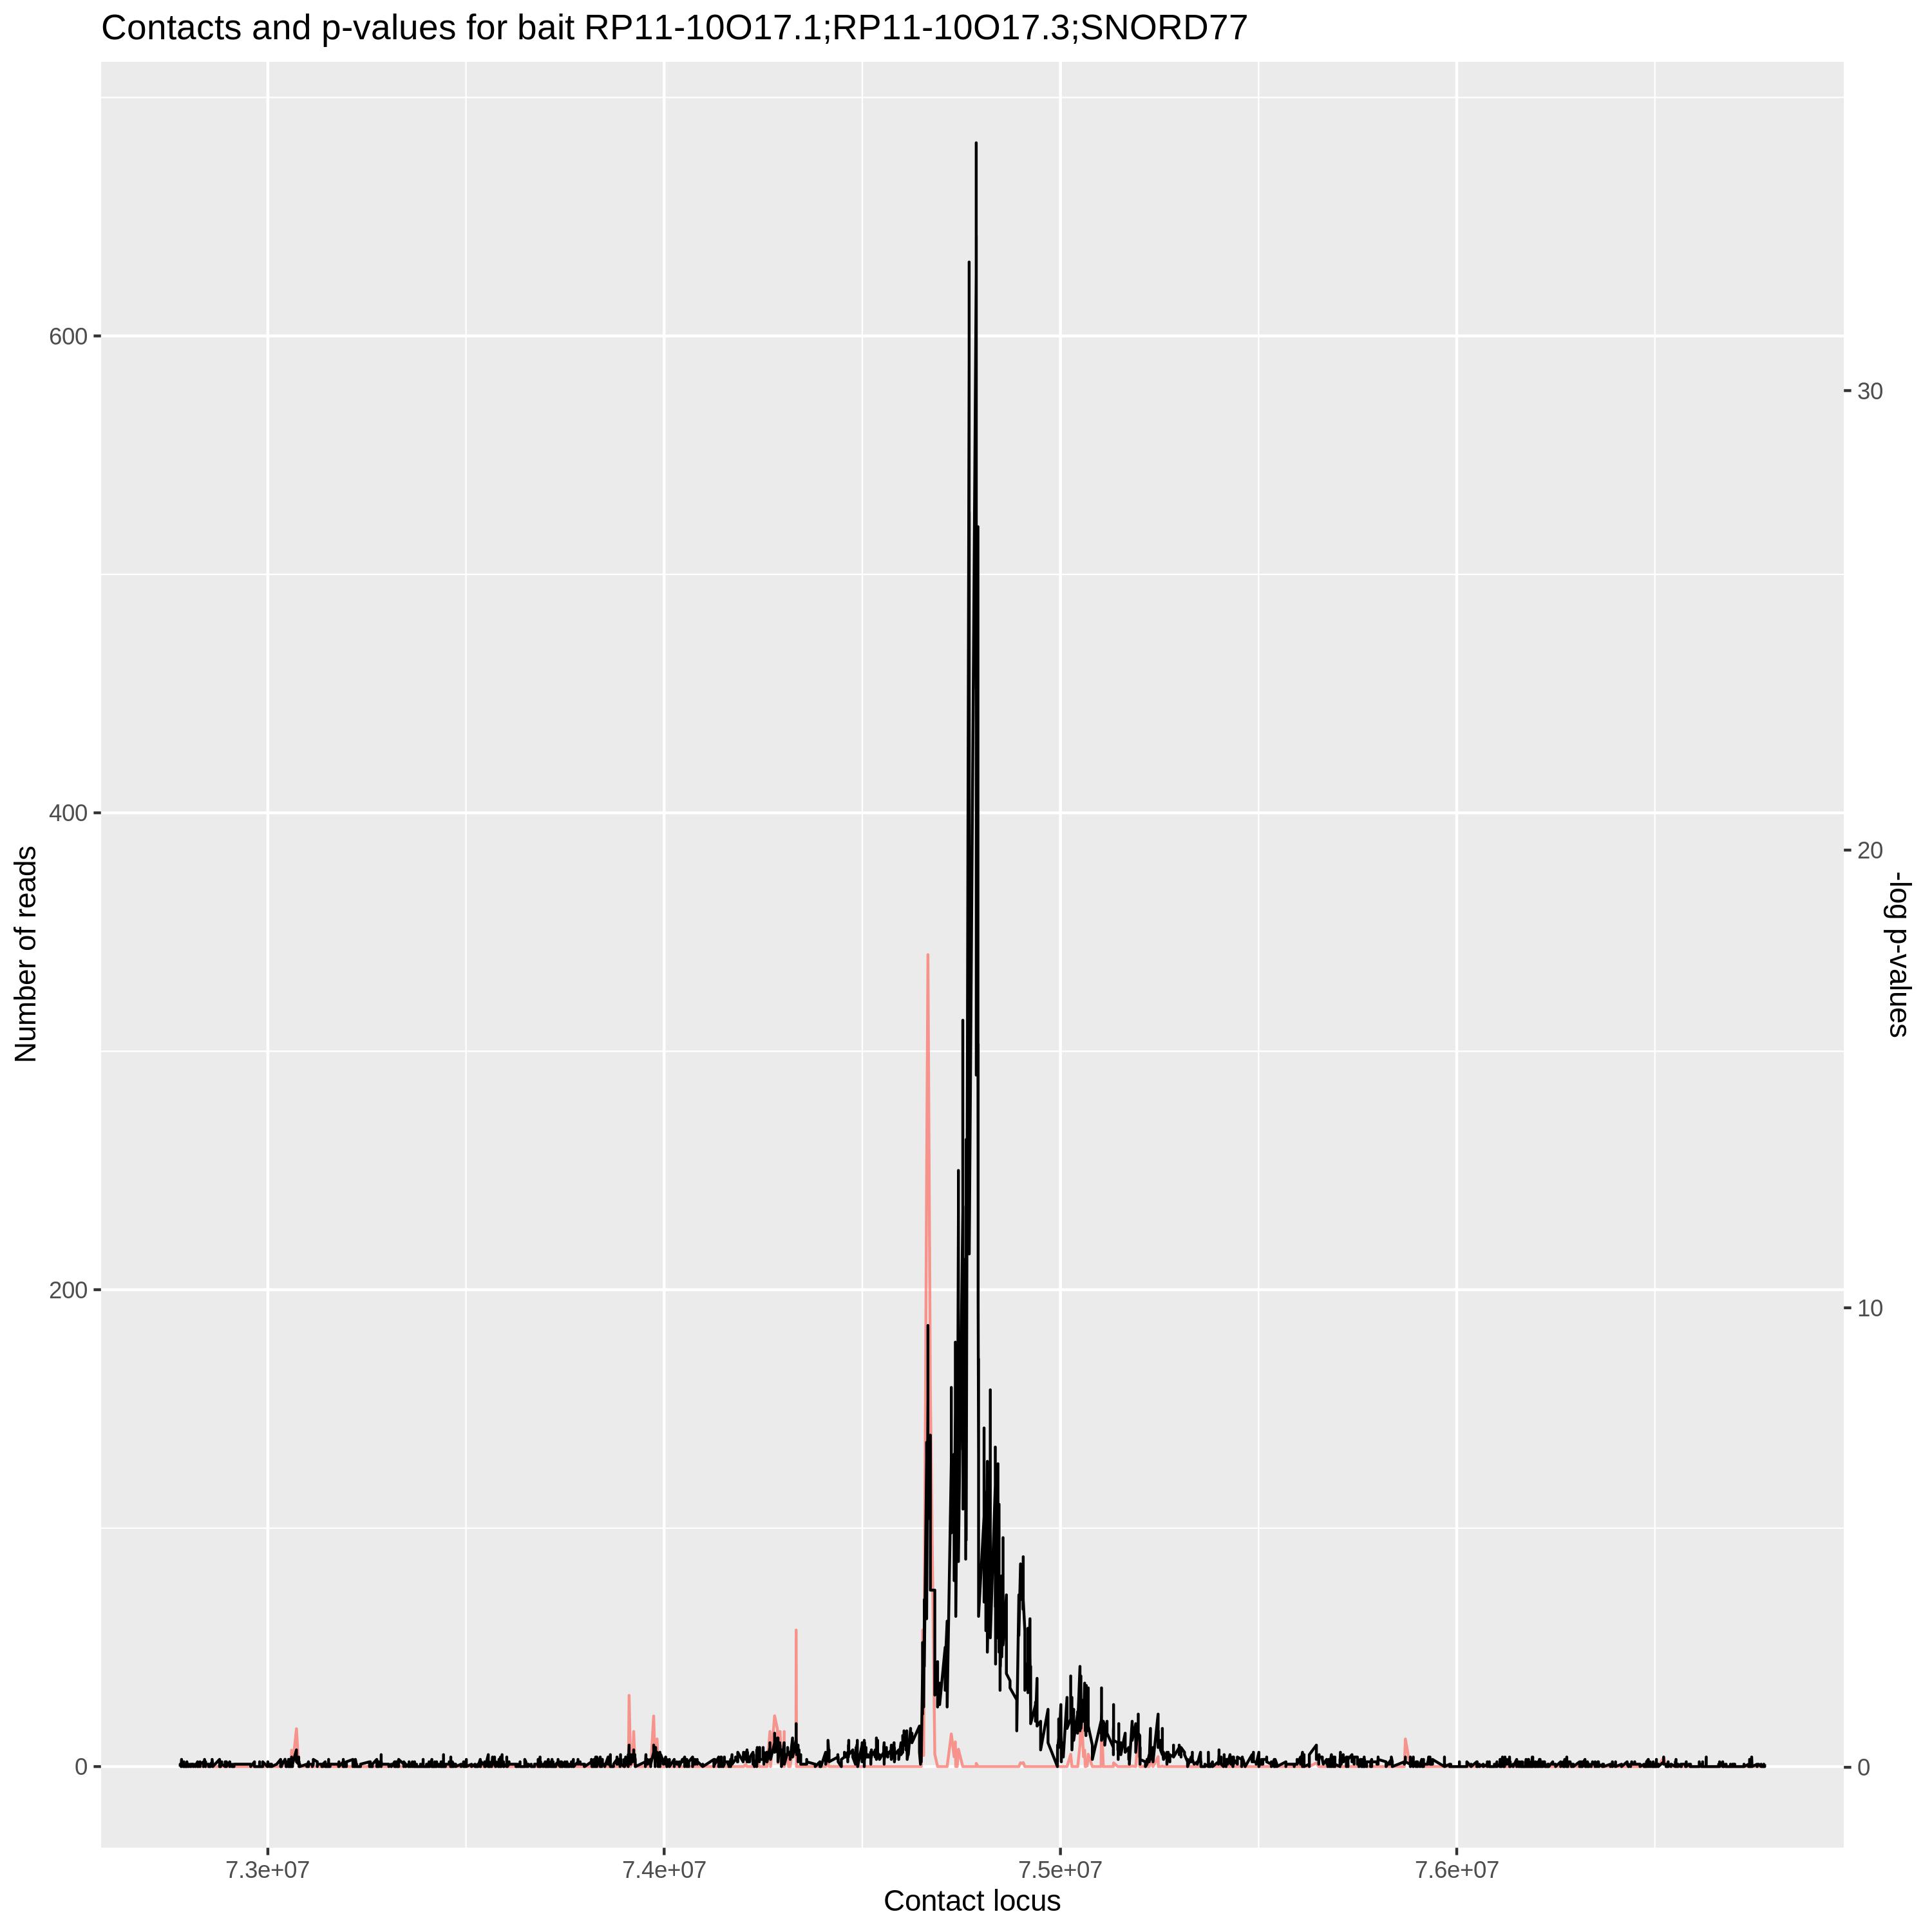 Contacts and p-values for bait RP11-10O17.1;RP11-10O17.3;SNORD77
600
400
200
0
Number of reads
30
20
10
0
-log p-values
7.3e+07 7.4e+07 7.5e+07 7.6e+07
Contact locus